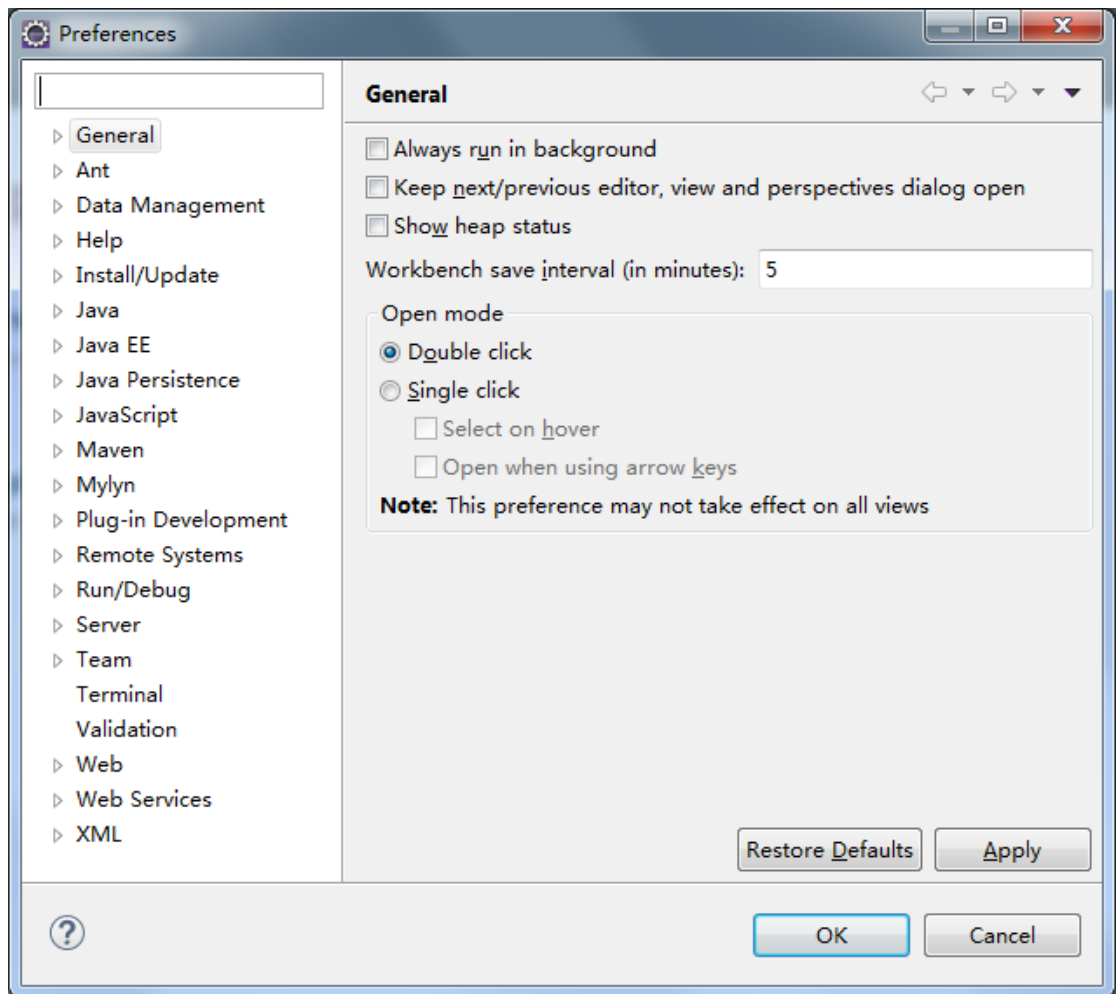 Preferences
General
Ant
Data Management
Help
Install/Update
Java
Java EE
Java Persistence
JavaScript
Maven
Mylyn
Plug-in Development
Remote Systems
Run/Debug
Server
Team
Terminal
Validation
Web
Web Services
XML
General
Always run in background
Keep next/previous editor, view and perspectives dialog open
Show heap status
Workbench save interval (in minutes): 5
Open mode
Double click
Single click
Select on hover
Open when using arrow keys
Note: This preference may not take effect on all views
Restore Defaults Apply
? OK Cancel